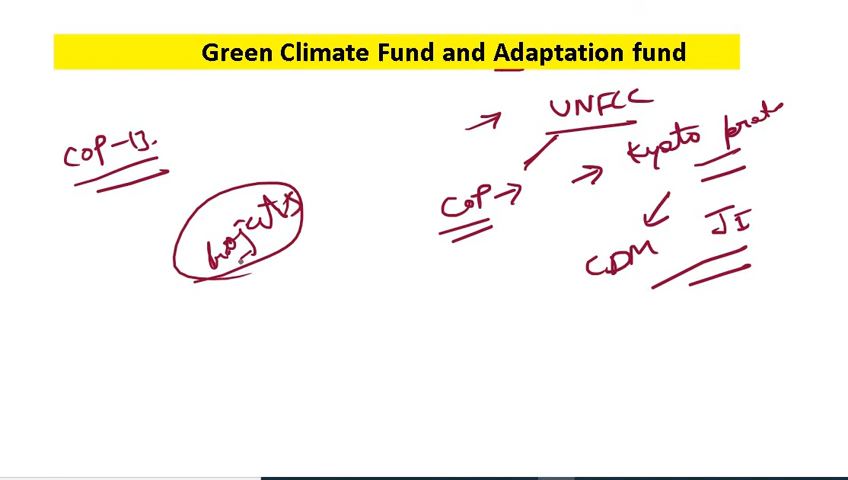 Green Climate Fund and Adaptation fund
UNFCC
COP-13.
Kyoto proto
COP
projects
JI
CDM